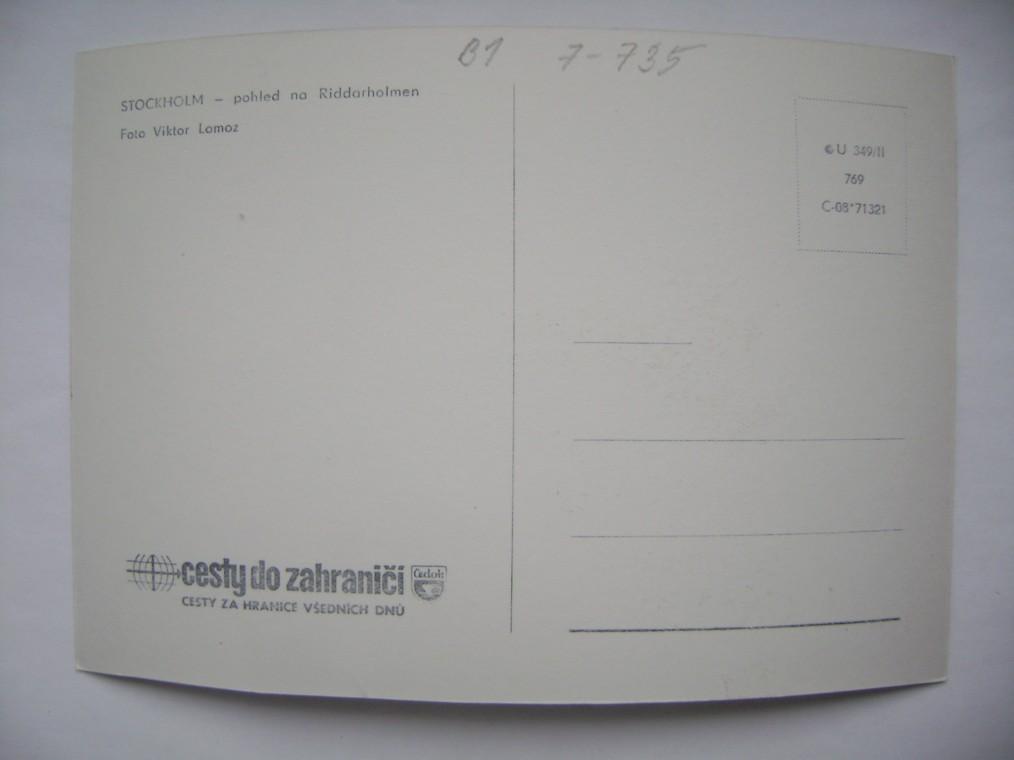 B1 7-735
STOCKHOLM – pohled na Riddarholmen
Foto Viktor Lomoz
© U 349/II
769
C-08*71321
cesty do zahraničí
Čedok
CESTY ZA HRANICE VŠEDNÍCH DNŮ